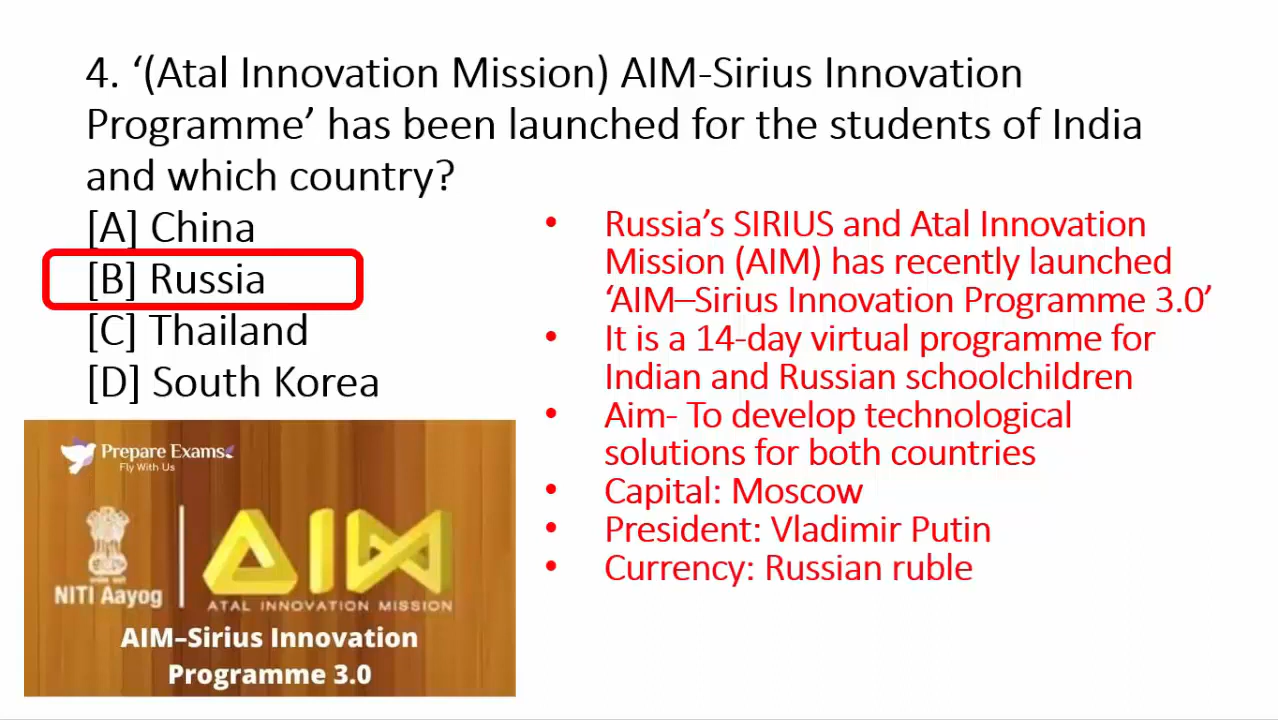 4. ‘(Atal Innovation Mission) AIM-Sirius Innovation
Programme’ has been launched for the students of India
and which country?
[A] China
[B] Russia
[C] Thailand
[D] South Korea
• Russia’s SIRIUS and Atal Innovation
Mission (AIM) has recently launched
‘AIM–Sirius Innovation Programme 3.0’
• It is a 14-day virtual programme for
Indian and Russian schoolchildren
• Aim- To develop technological
solutions for both countries
• Capital: Moscow
• President: Vladimir Putin
• Currency: Russian ruble
Prepare Exams
Fly With Us
NITI Aayog
AIM
ATAL INNOVATION MISSION
AIM–Sirius Innovation
Programme 3.0